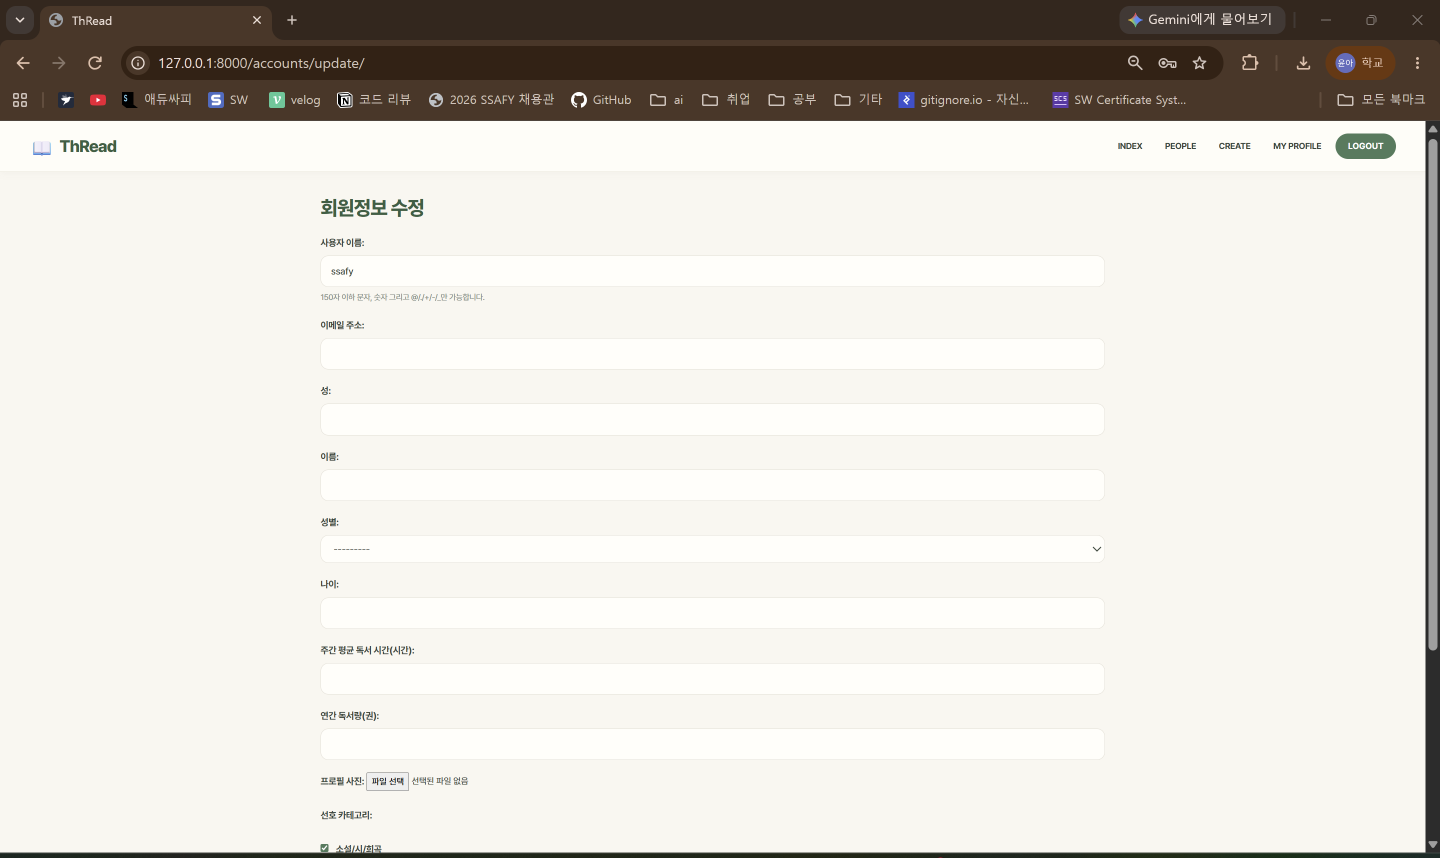 ThRead
Gemini에게 물어보기
127.0.0.1:8000/accounts/update/
윤아 학교
애듀싸피 SW velog 코드 리뷰 2026 SSAFY 채용관 GitHub ai 취업 공부 기타 gitignore.io - 자신... SCS SW Certificate Syst... 모든 북마크
ThRead INDEX PEOPLE CREATE MY PROFILE LOGOUT
회원정보 수정
사용자 이름:
ssafy
150자 이하 문자, 숫자 그리고 @/./+/-/_만 가능합니다.
이메일 주소:
성:
이름:
성별:
---------
나이:
주간 평균 독서 시간(시간):
연간 독서량(권):
프로필 사진: 파일 선택 선택된 파일 없음
선호 카테고리:
소설/시/희곡